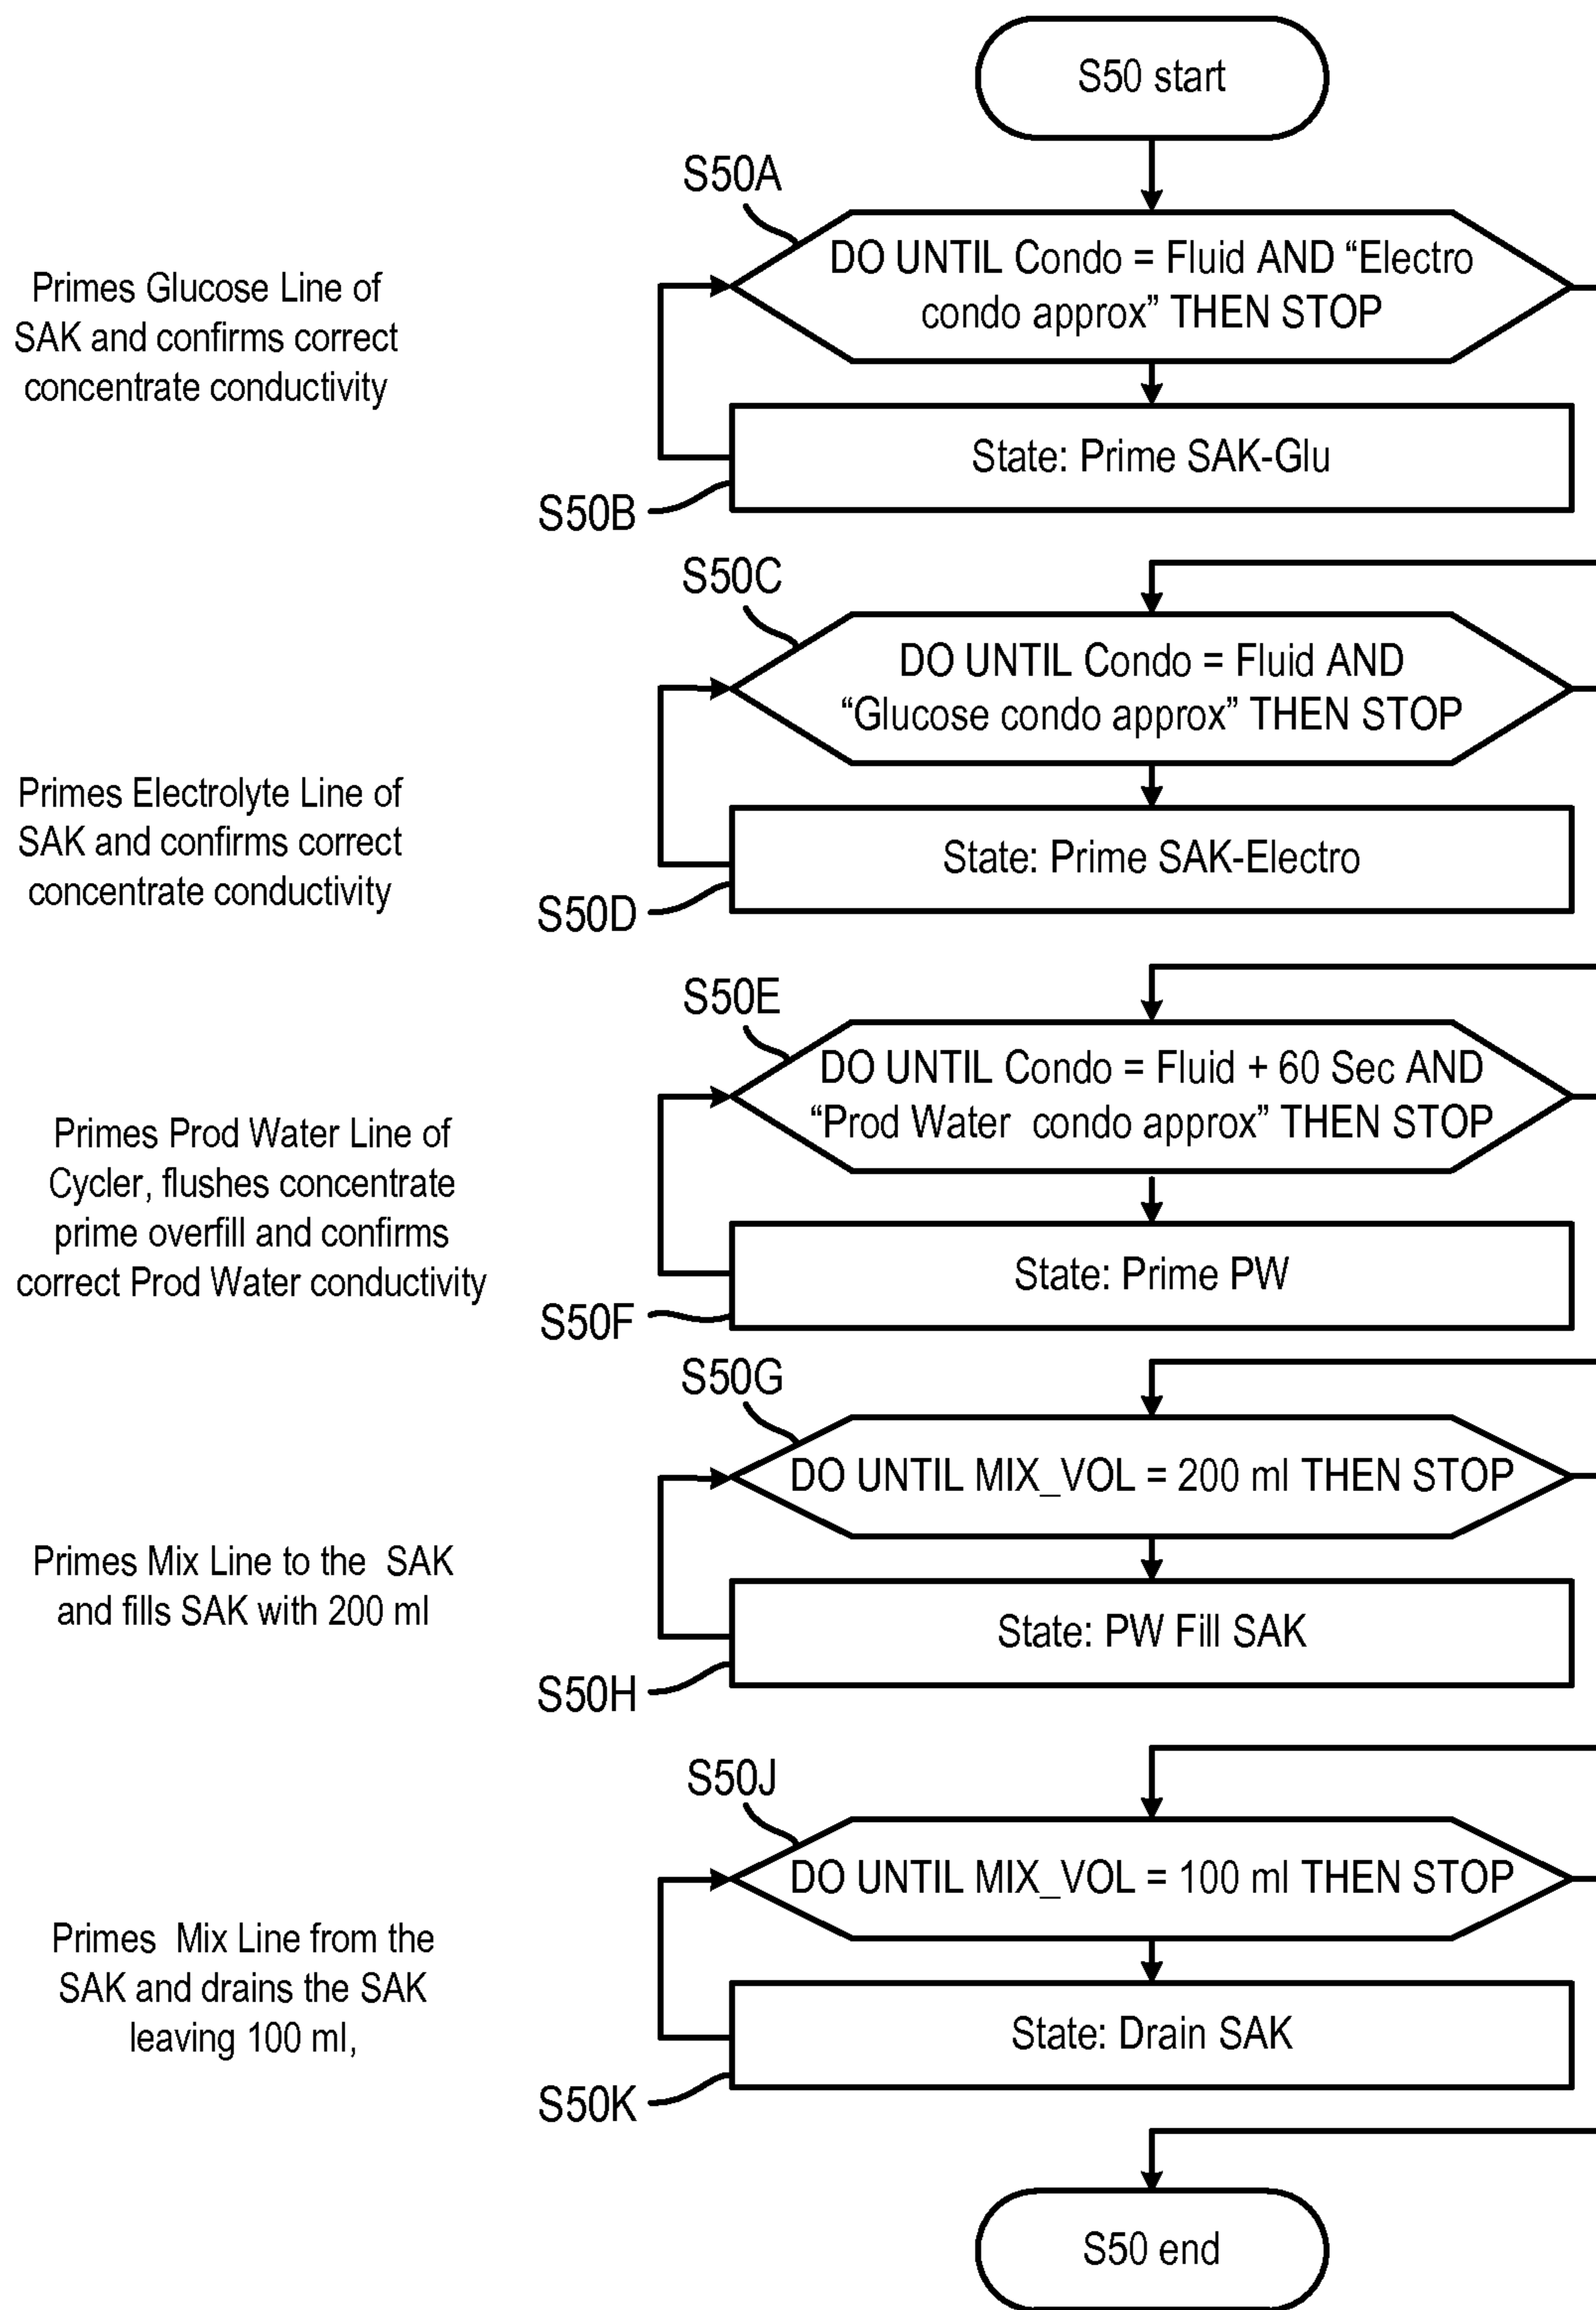 S50 start
S50A
DO UNTIL Condo = Fluid AND “Electro
condo approx” THEN STOP
Primes Glucose Line of
SAK and confirms correct
concentrate conductivity
State: Prime SAK-Glu
S50B
S50C
DO UNTIL Condo = Fluid AND
“Glucose condo approx” THEN STOP
Primes Electrolyte Line of
SAK and confirms correct
concentrate conductivity
State: Prime SAK-Electro
S50D
S50E
DO UNTIL Condo = Fluid + 60 Sec AND
“Prod Water condo approx” THEN STOP
Primes Prod Water Line of
Cycler, flushes concentrate
prime overfill and confirms
correct Prod Water conductivity
State: Prime PW
S50F
S50G
DO UNTIL MIX_VOL = 200 ml THEN STOP
Primes Mix Line to the SAK
and fills SAK with 200 ml
State: PW Fill SAK
S50H
S50J
DO UNTIL MIX_VOL = 100 ml THEN STOP
Primes Mix Line from the
SAK and drains the SAK
leaving 100 ml,
State: Drain SAK
S50K
S50 end